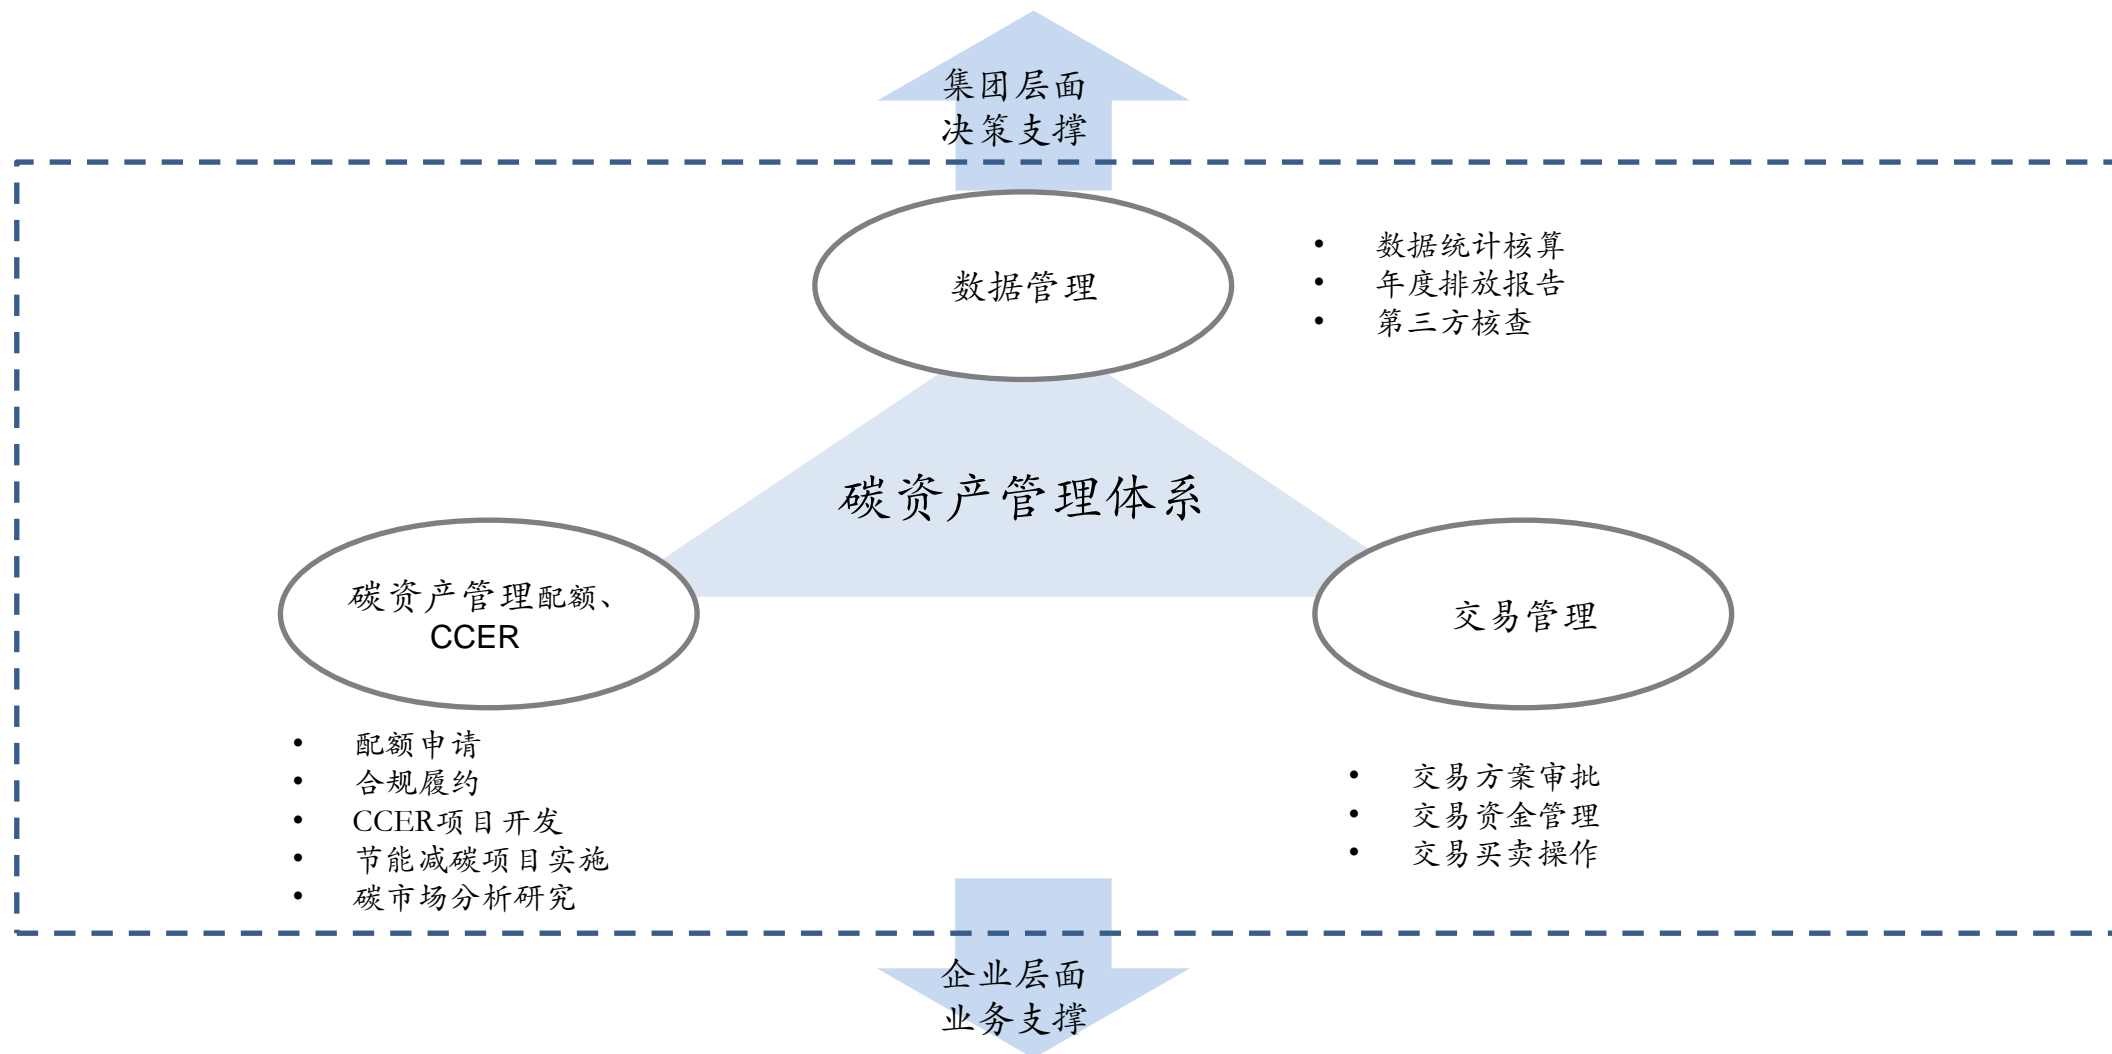 集团层面
决策支撑
数据管理
• 数据统计核算
• 年度排放报告
• 第三方核查
碳资产管理体系
碳资产管理配额、
CCER
交易管理
• 配额申请
• 合规履约
• CCER项目开发
• 节能减碳项目实施
• 碳市场分析研究
• 交易方案审批
• 交易资金管理
• 交易买卖操作
企业层面
业务支撑